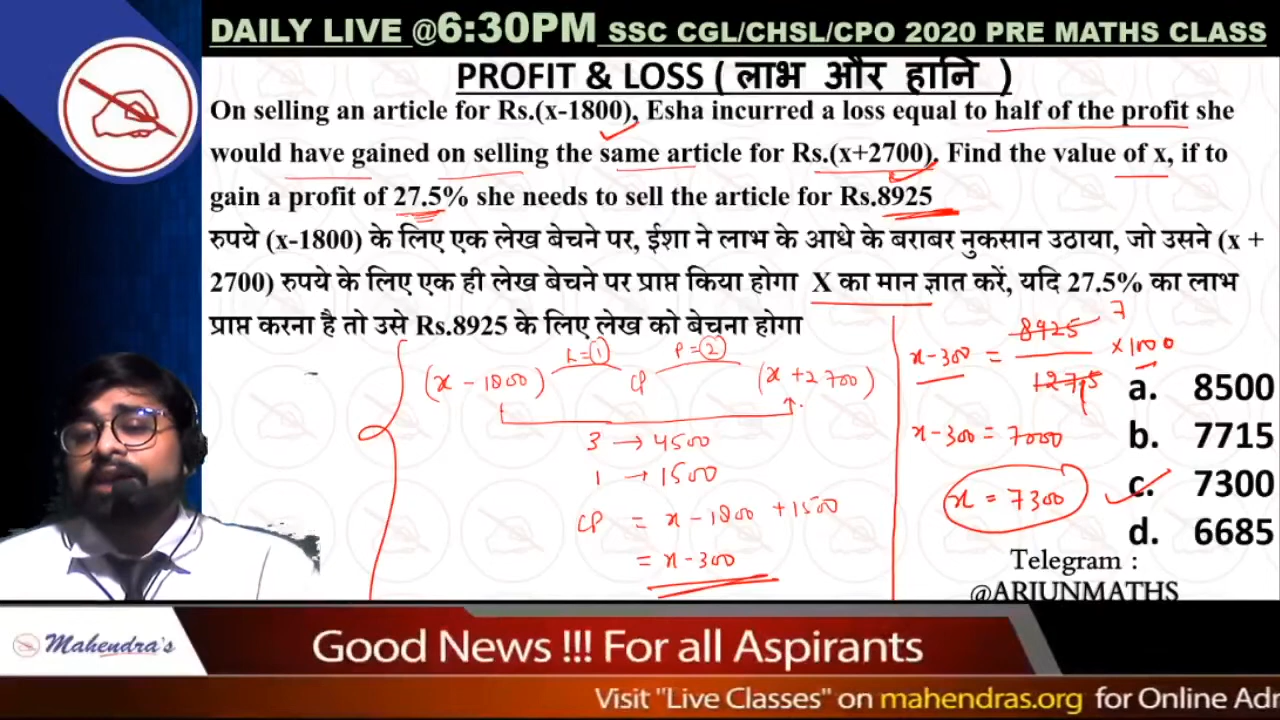 DAILY LIVE @6:30PM SSC CGL/CHSL/CPO 2020 PRE MATHS CLASS
PROFIT & LOSS ( लाभ और हानि )
On selling an article for Rs.(x-1800), Esha incurred a loss equal to half of the profit she
would have gained on selling the same article for Rs.(x+2700). Find the value of x, if to
gain a profit of 27.5% she needs to sell the article for Rs.8925
रुपये (x-1800) के लिए एक लेख बेचने पर, ईशा ने लाभ के आधे के बराबर नुकसान उठाया, जो उसने (x +
2700) रुपये के लिए एक ही लेख बेचने पर प्राप्त किया होगा X का मान ज्ञात करें, यदि 27.5% का लाभ
प्राप्त करना है तो उसे Rs.8925 के लिए लेख को बेचना होगा
L=1 P=2
(x - 1800) CP (x + 2700)
3 → 4500
1 → 1500
CP = x - 1800 + 1500
= x - 300
7
x - 300 = 8925 / 1275 × 1000
x - 300 = 7000
x = 7300
a. 8500
b. 7715
c. 7300
d. 6685
Telegram :
@ARJUNMATHS
Mahendra's
Good News !!! For all Aspirants
Visit "Live Classes" on mahendras.org for Online Adr